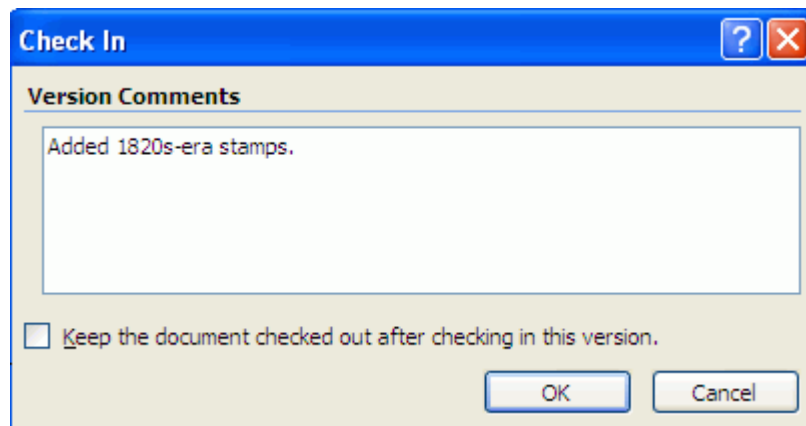 Check In
Version Comments
Added 1820s-era stamps.
Keep the document checked out after checking in this version.
OK
Cancel